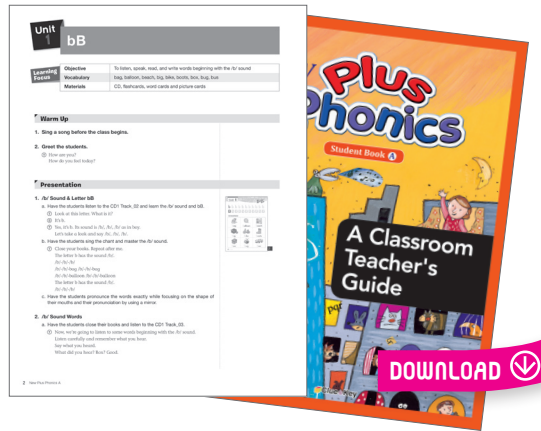 Unit
1
bB
Learning
Focus
Objective To listen, speak, read, and write words beginning with the /b/ sound
Vocabulary bag, balloon, beach, big, bike, books, box, bug, bus
Materials CD, flashcards, word cards and picture cards
Warm Up
1. Sing a song before the class begins.
2. Greet the students.
T How are you?
How do you feel today?
Presentation
1. /b/ Sound & Letter bB
a. Have the students listen to the CD1 Track_02 and learn the /b/ sound and bB.
T Look at this letter. What is it?
S It's b.
T Yes, it's b. Its sound is /b/, /b/, /b/ as in boy.
Let's take a look and say /b/, /b/, /b/.
b. Have the students sing the chant and master the /b/ sound.
T Close your books. Repeat after me.
The letter b has the sound /b/.
/b/-/b/-/b/
/b/-/b/-bag /b/-/b/-bag
/b/-/b/-balloon /b/-/b/-balloon
The letter b has the sound /b/.
/b/-/b/-/b/
c. Have the students pronounce the words exactly while focusing on the shape of
their mouths and their pronunciation by using a mirror.
2. /b/ Sound Words
a. Have the students close their books and listen to the CD1 Track_03.
T Now, we're going to listen to some words beginning with the /b/ sound.
Listen carefully and remember what you hear.
Say what you heard.
What did you hear? Box? Good.
2 New Plus Phonics A
Plus
Phonics
Student Book A
A Classroom
Teacher's
Guide
pqr
DOWNLOAD